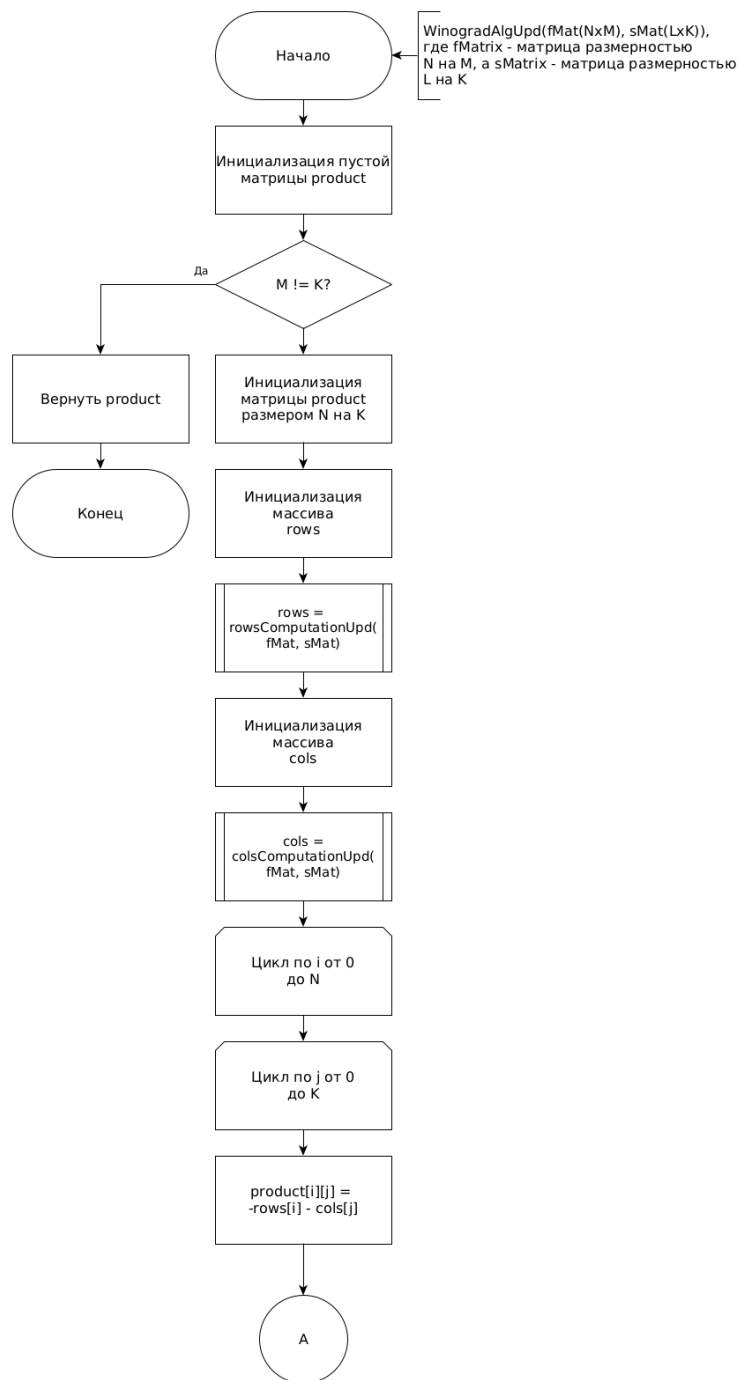 Начало
WinogradAlgUpd(fMat(NxM), sMat(LxK)),
где fMatrix - матрица размерностью
N на M, а sMatrix - матрица размерностью
L на K
Инициализация пустой
матрицы product
M != K?
Да
Вернуть product
Конец
Инициализация
матрицы product
размером N на K
Инициализация
массива
rows
rows =
rowsComputationUpd(
fMat, sMat)
Инициализация
массива
cols
cols =
colsComputationUpd(
fMat, sMat)
Цикл по i от 0
до N
Цикл по j от 0
до K
product[i][j] =
-rows[i] - cols[j]
A